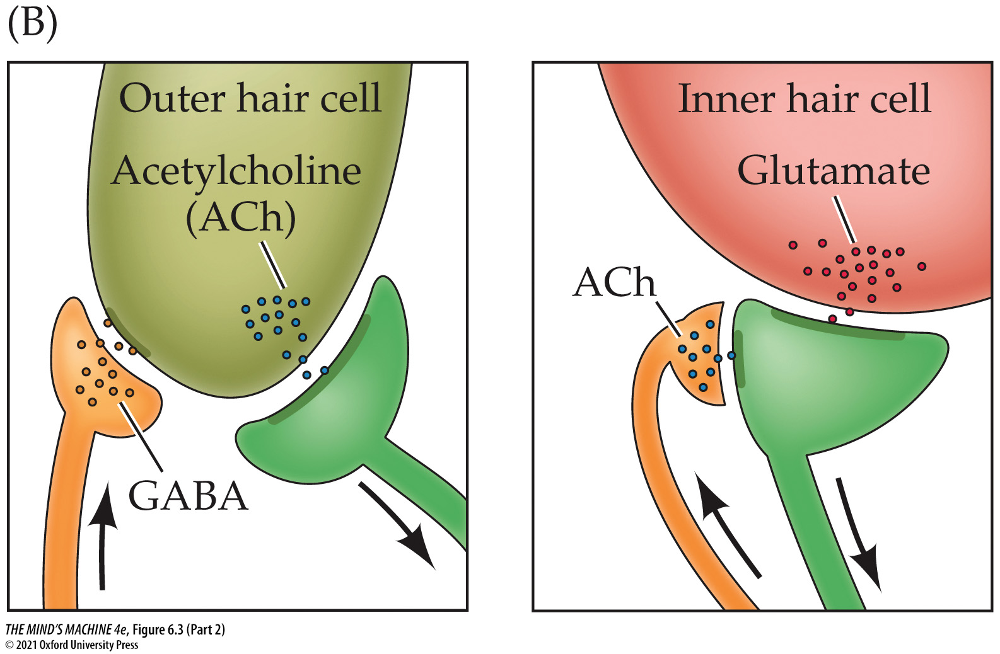 (B)
Outer hair cell
Acetylcholine
(ACh)
GABA
Inner hair cell
Glutamate
ACh
THE MIND'S MACHINE 4e, Figure 6.3 (Part 2)
© 2021 Oxford University Press